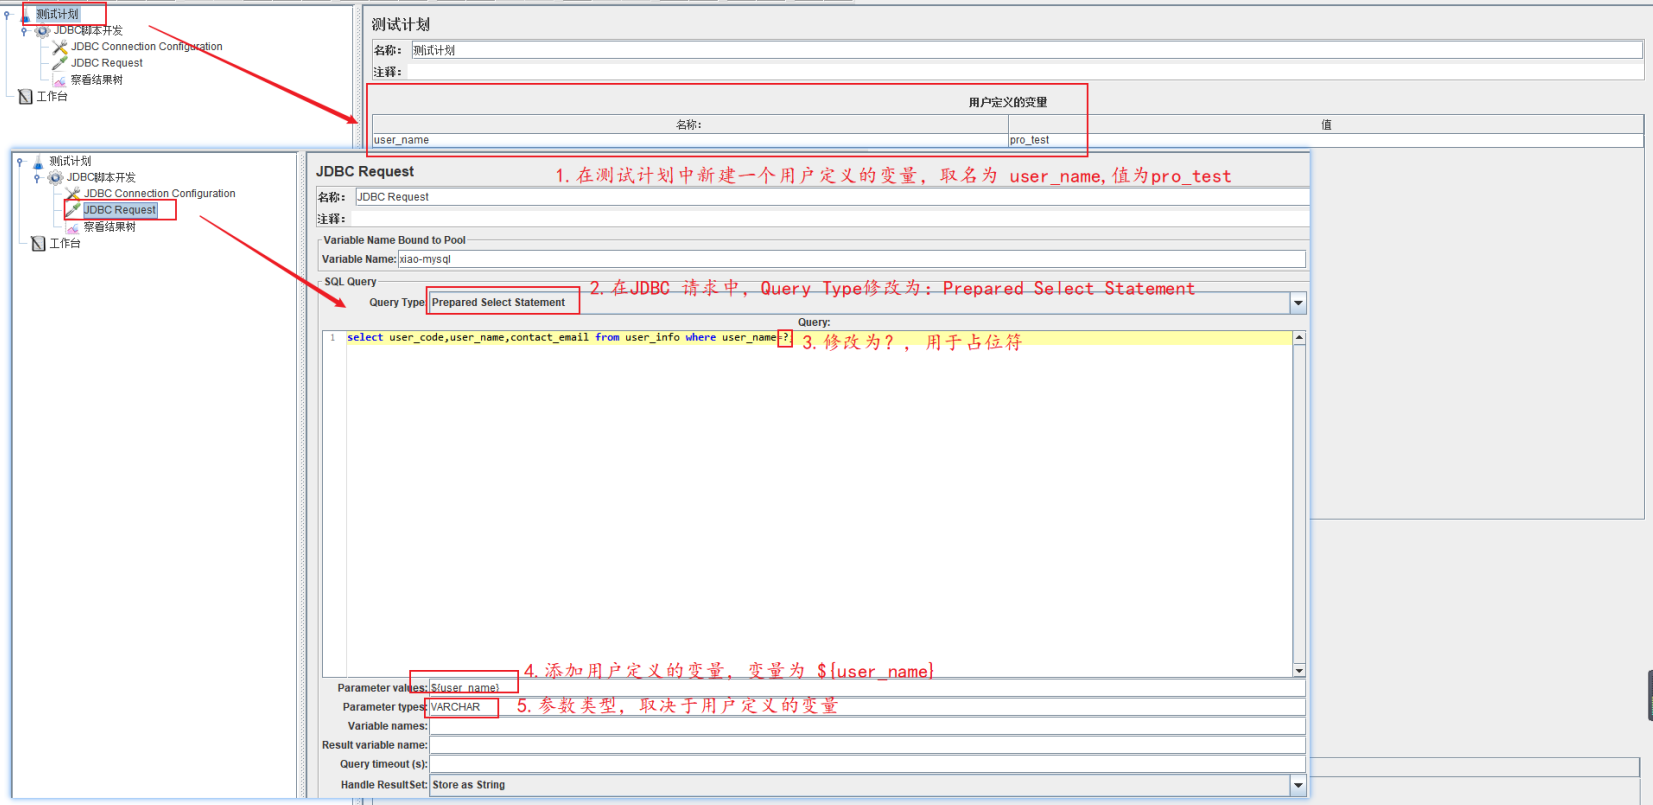 测试计划
JDBC脚本开发
JDBC Connection Configuration
JDBC Request
察看结果树
工作台
测试计划
名称: 测试计划
注释:
用户定义的变量
名称: 值
user_name pro_test
测试计划
JDBC脚本开发
JDBC Connection Configuration
JDBC Request
察看结果树
工作台
JDBC Request
1.在测试计划中新建一个用户定义的变量，取名为 user_name,值为pro_test
名称: JDBC Request
注释:
Variable Name Bound to Pool
Variable Name: xiao-mysql
SQL Query
2.在JDBC 请求中，Query Type修改为：Prepared Select Statement
Query Type: Prepared Select Statement
Query:
1 select user_code,user_name,contact_email from user_info where user_name=?
3.修改为？，用于占位符
4.添加用户定义的变量，变量为 ${user_name}
Parameter values: ${user_name}
Parameter types: VARCHAR
5.参数类型，取决于用户定义的变量
Variable names:
Result variable name:
Query timeout (s):
Handle ResultSet: Store as String